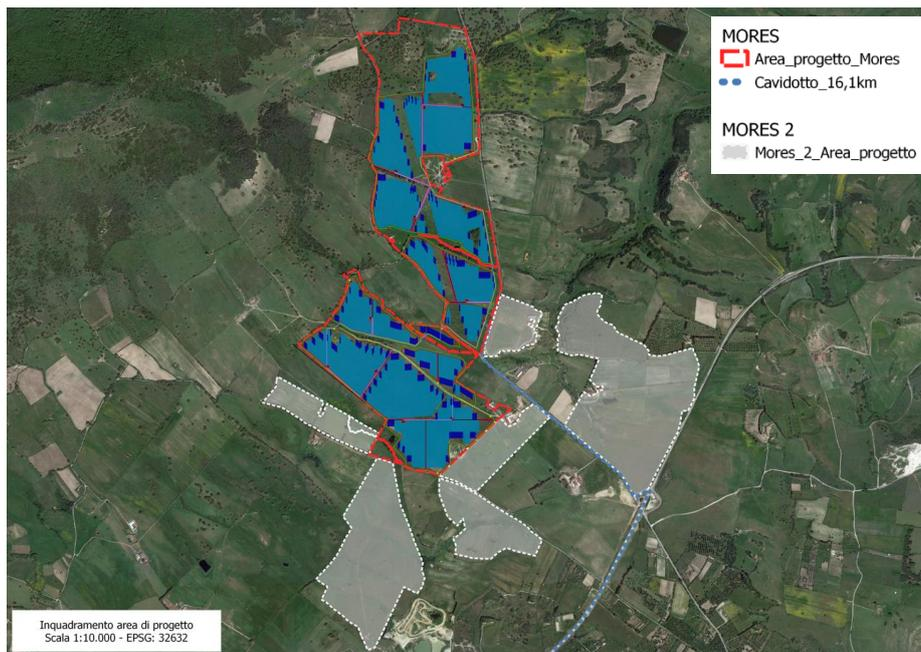 MORES
Area_progetto_Mores
Cavidotto_16,1km
MORES 2
Mores_2_Area_progetto
Inquadramento area di progetto
Scala 1:10.000 - EPSG: 32632